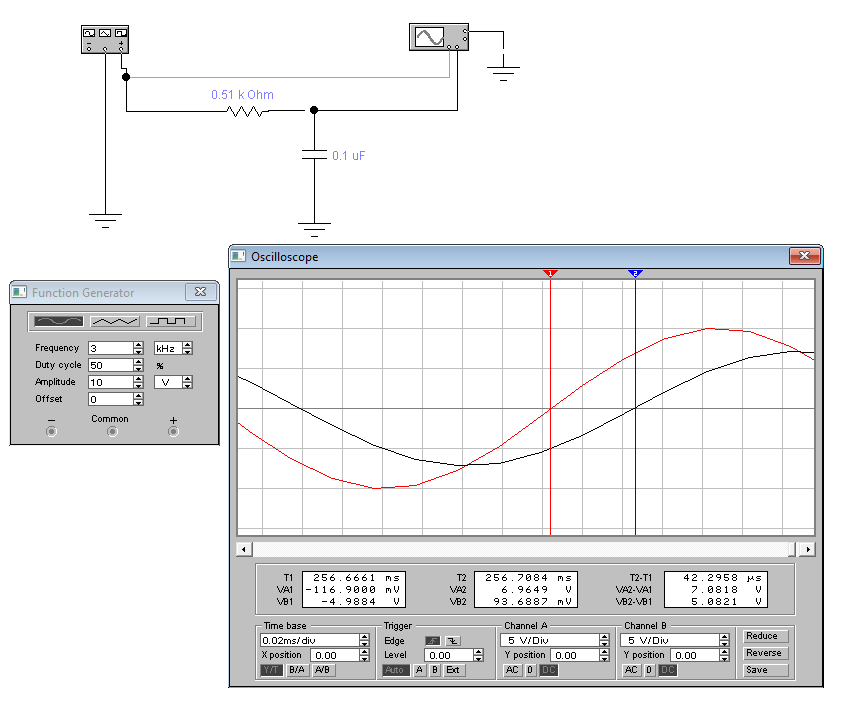 0.51 k Ohm
0.1 uF
Oscilloscope
1
2
Function Generator
Frequency 3 kHz
Duty cycle 50 %
Amplitude 10 V
Offset 0
− Common +
T1 256.6661 ms T2 256.7084 ms T2-T1 42.2958 µs
VA1 -116.9000 mV VA2 6.9649 V VA2-VA1 7.0818 V
VB1 -4.9884 V VB2 93.6887 mV VB2-VB1 5.0821 V
Time base Trigger Channel A Channel B
0.02ms/div Edge 5 V/Div 5 V/Div Reduce
X position 0.00 Level 0.00 Y position 0.00 Y position 0.00 Reverse
Y/T B/A A/B Auto A B Ext AC 0 DC AC 0 DC Save